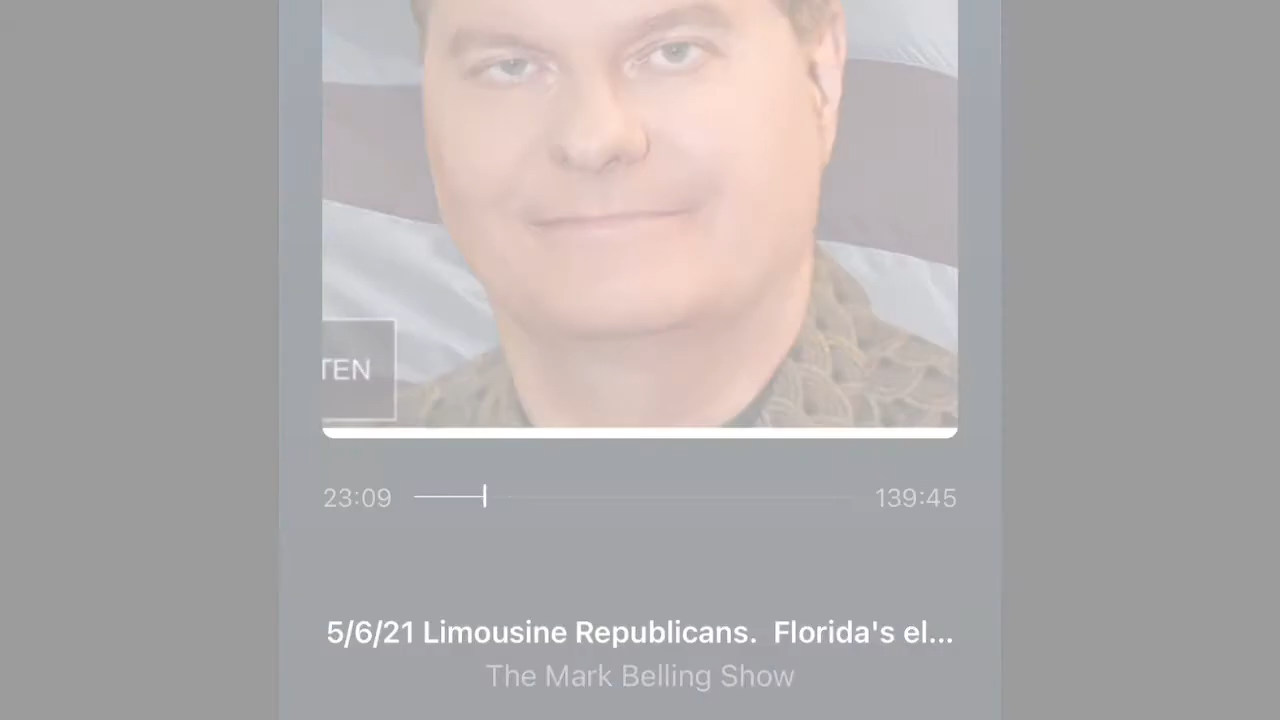 TEN
23:09 139:45
5/6/21 Limousine Republicans.  Florida's el...
The Mark Belling Show